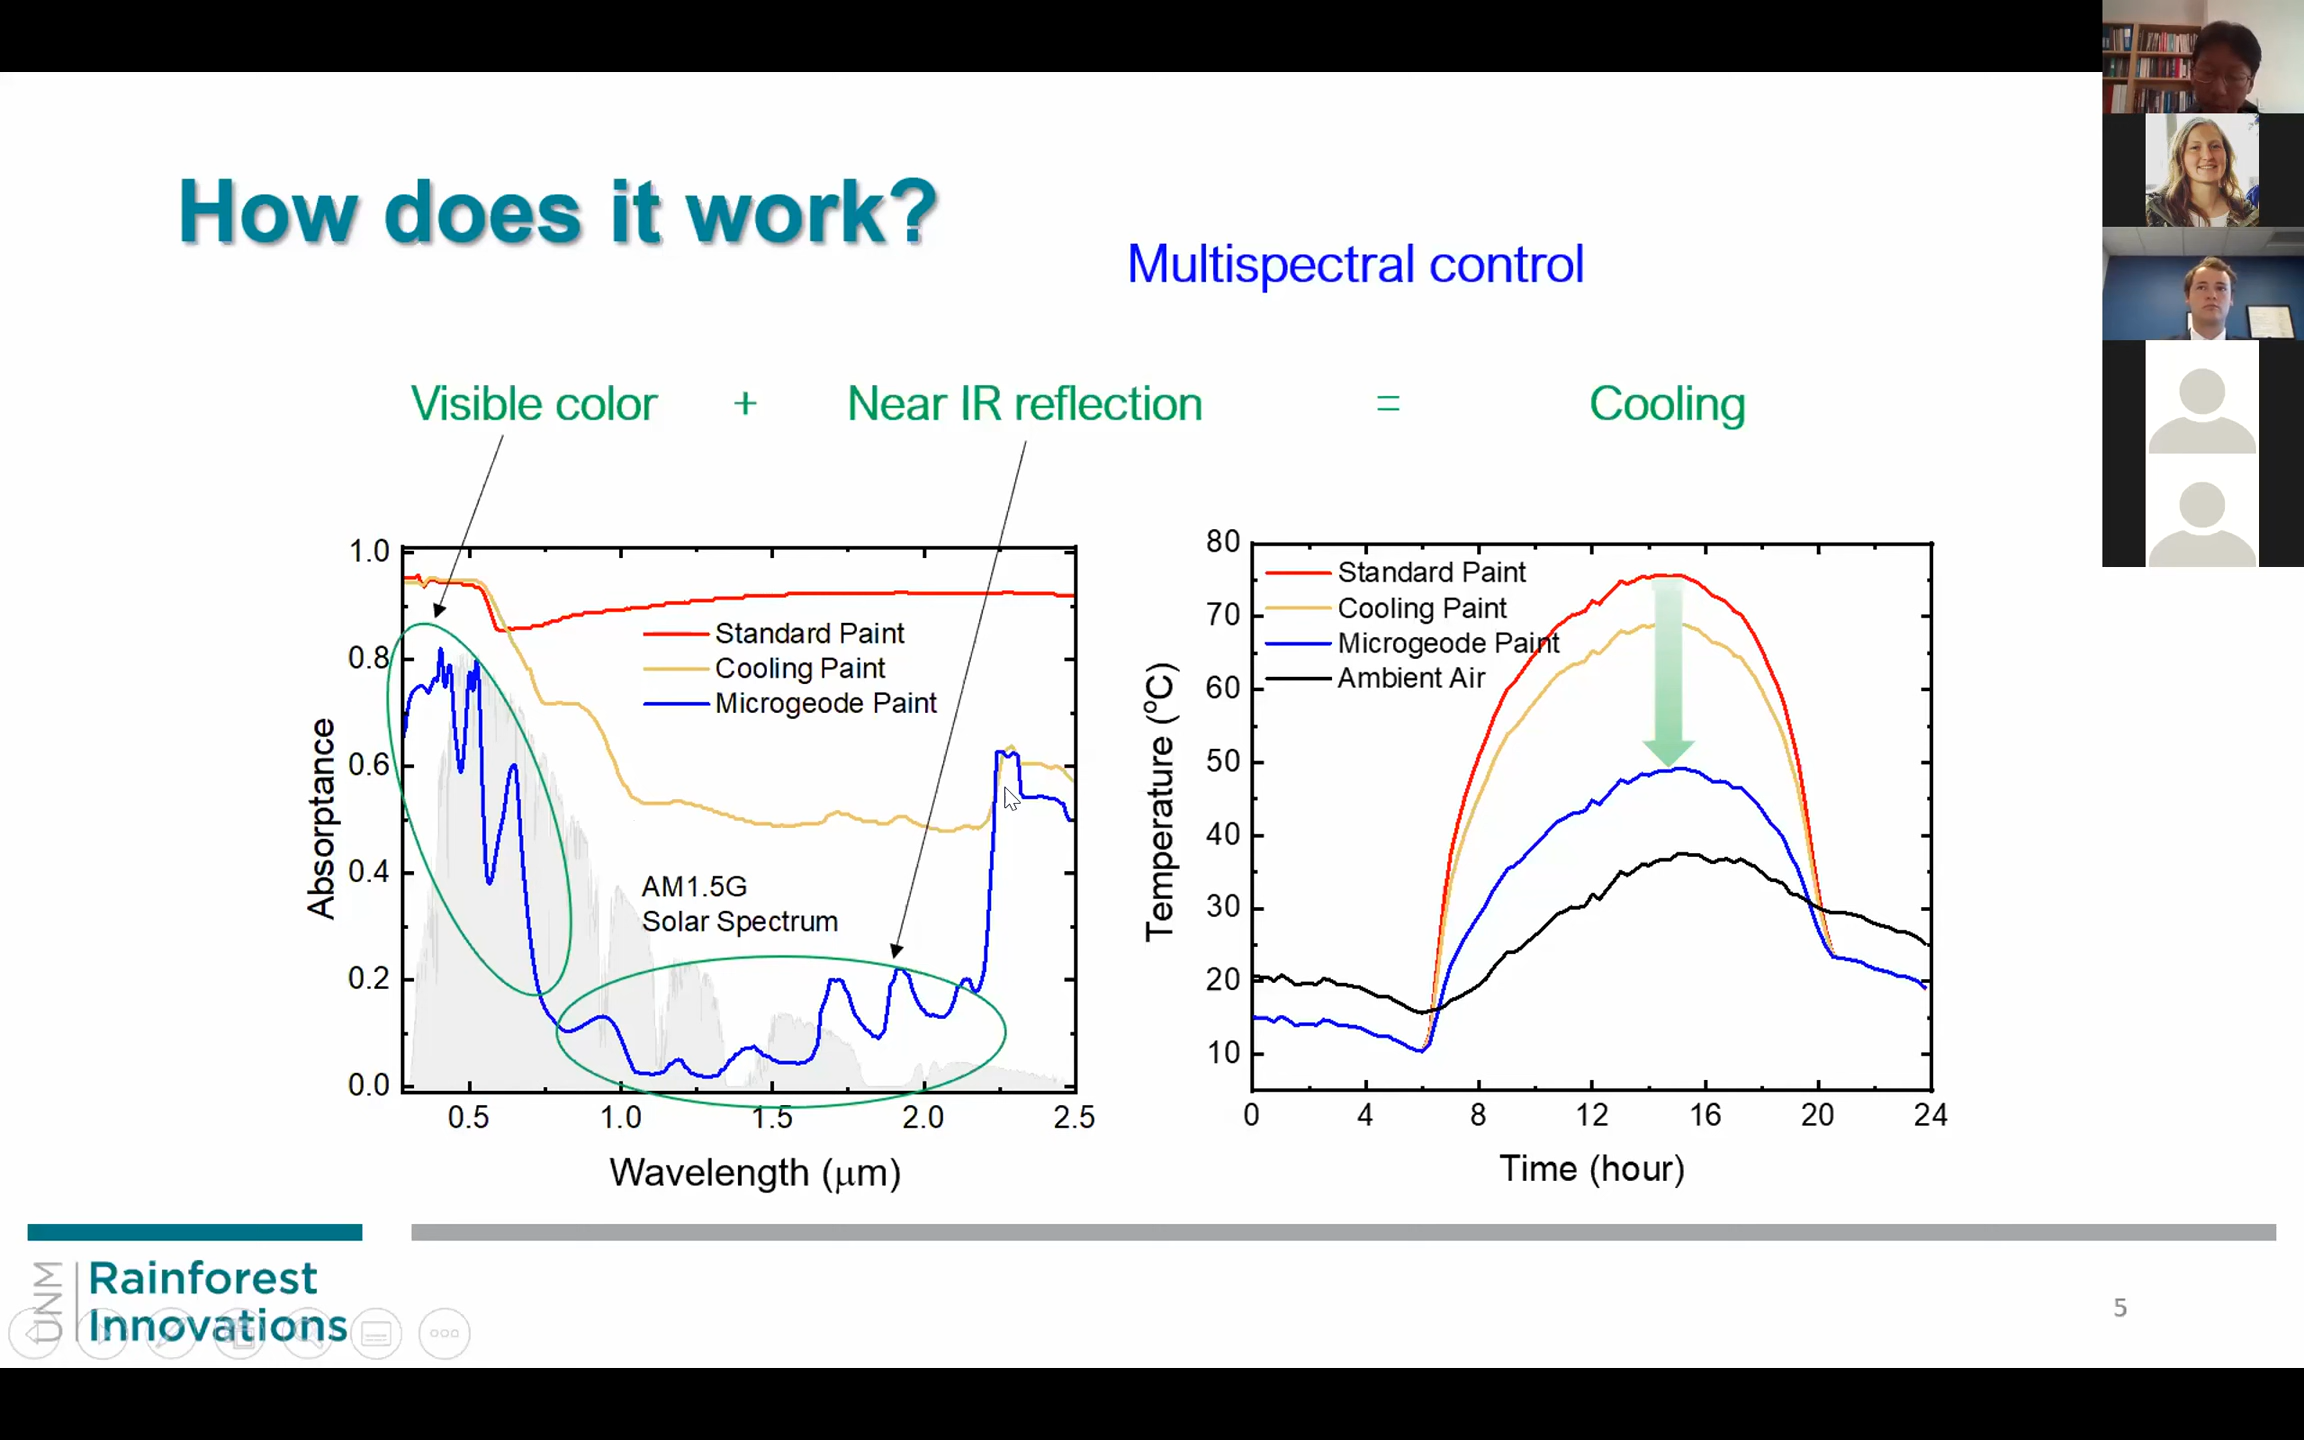 How does it work?
Multispectral control
Visible color + Near IR reflection = Cooling
1.0
0.8
0.6
0.4
0.2
0.0
Absorptance
Standard Paint
Cooling Paint
Microgeode Paint
AM1.5G
Solar Spectrum
0.5 1.0 1.5 2.0 2.5
Wavelength (μm)
80
70
60
50
40
30
20
10
Temperature (ºC)
Standard Paint
Cooling Paint
Microgeode Paint
Ambient Air
0 4 8 12 16 20 24
Time (hour)
UNM
Rainforest
Innovations
5